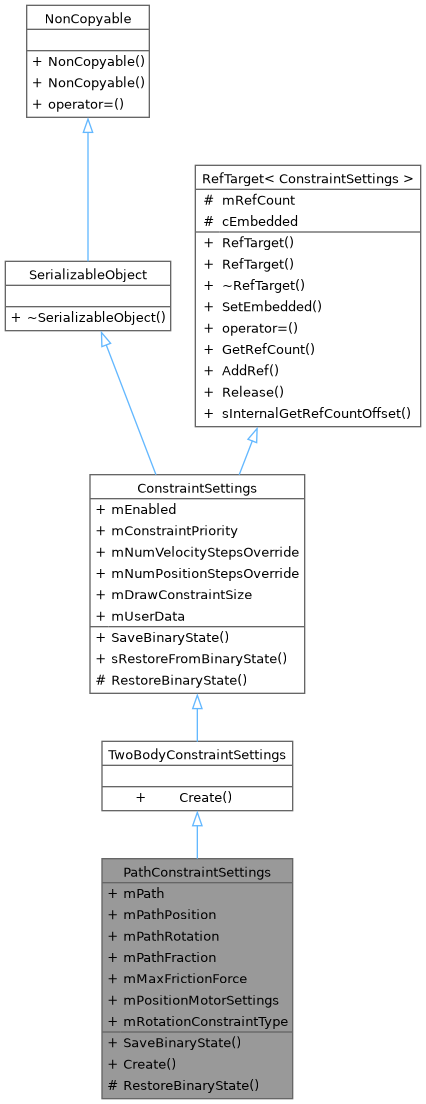 NonCopyable
+ NonCopyable()
+ NonCopyable()
+ operator=()
RefTarget< ConstraintSettings >
# mRefCount
# cEmbedded
+ RefTarget()
+ RefTarget()
+ ~RefTarget()
+ SetEmbedded()
+ operator=()
+ GetRefCount()
+ AddRef()
+ Release()
+ sInternalGetRefCountOffset()
SerializableObject
+ ~SerializableObject()
ConstraintSettings
+ mEnabled
+ mConstraintPriority
+ mNumVelocityStepsOverride
+ mNumPositionStepsOverride
+ mDrawConstraintSize
+ mUserData
+ SaveBinaryState()
+ sRestoreFromBinaryState()
# RestoreBinaryState()
TwoBodyConstraintSettings
+ Create()
PathConstraintSettings
+ mPath
+ mPathPosition
+ mPathRotation
+ mPathFraction
+ mMaxFrictionForce
+ mPositionMotorSettings
+ mRotationConstraintType
+ SaveBinaryState()
+ Create()
# RestoreBinaryState()